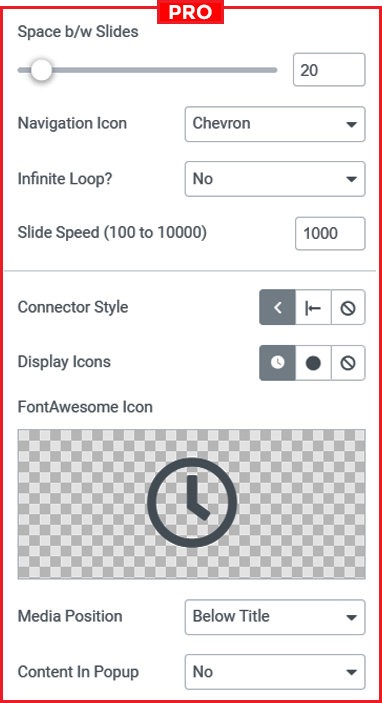 PRO
Space b/w Slides
20
Navigation Icon
Chevron
Infinite Loop?
No
Slide Speed (100 to 10000)
1000
Connector Style
Display Icons
FontAwesome Icon
Media Position
Below Title
Content In Popup
No